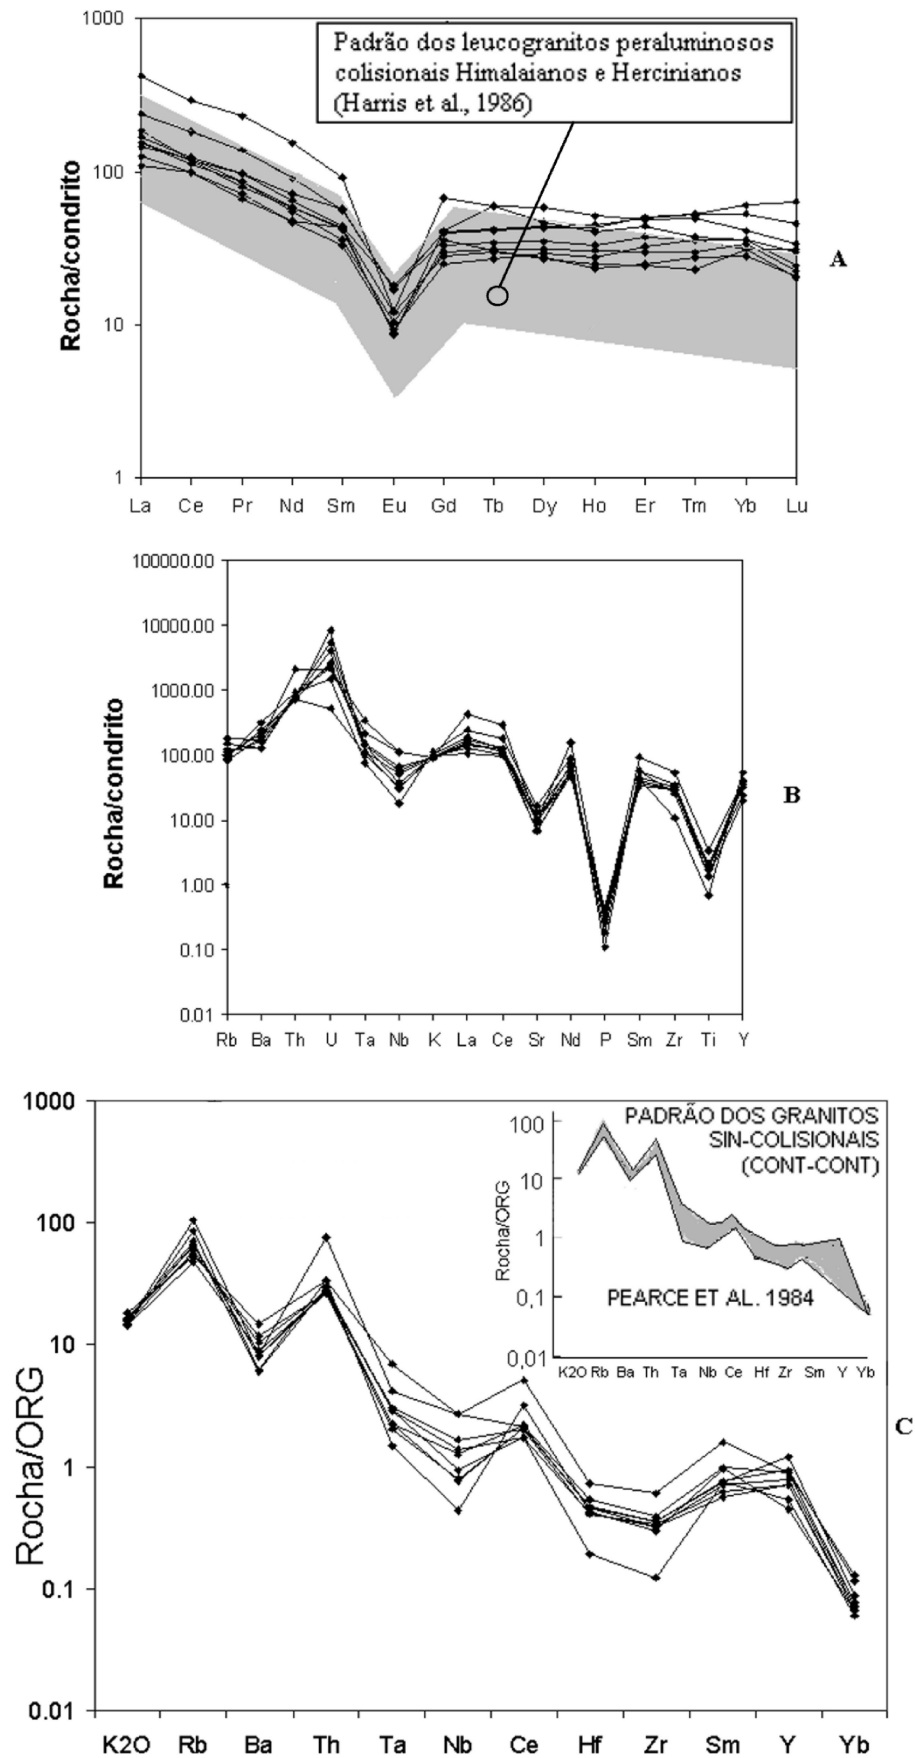 1000
100
10
1
Rocha/condrito
Padrão dos leucogranitos peraluminosos
colisionais Himalaianos e Hercinianos
(Harris et al., 1986)
A
La Ce Pr Nd Sm Eu Gd Tb Dy Ho Er Tm Yb Lu
100000.00
10000.00
1000.00
100.00
10.00
1.00
0.10
0.01
Rocha/condrito
B
Rb Ba Th U Ta Nb K La Ce Sr Nd P Sm Zr Ti Y
1000
100
10
1
0.1
0.01
Rocha/ORG
PADRÃO DOS GRANITOS
SIN-COLISIONAIS
(CONT-CONT)
100
10
1
0,1
0,01
Rocha/ORG
PEARCE ET AL. 1984
K2O Rb Ba Th Ta Nb Ce Hf Zr Sm Y Yb
C
K2O Rb Ba Th Ta Nb Ce Hf Zr Sm Y Yb